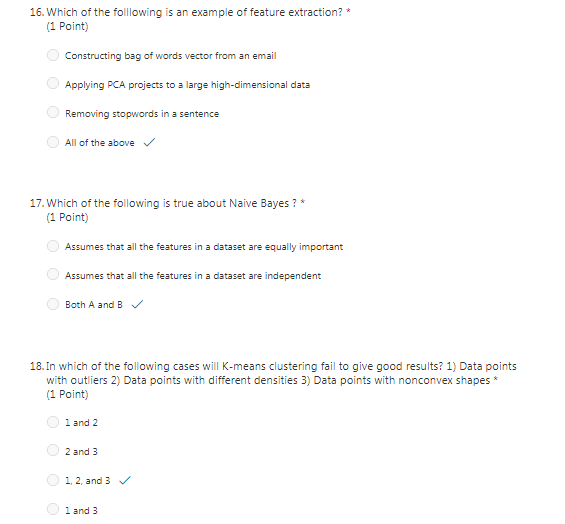 16. Which of the folllowing is an example of feature extraction? *
(1 Point)
Constructing bag of words vector from an email
Applying PCA projects to a large high-dimensional data
Removing stopwords in a sentence
All of the above
17. Which of the following is true about Naive Bayes ? *
(1 Point)
Assumes that all the features in a dataset are equally important
Assumes that all the features in a dataset are independent
Both A and B
18. In which of the following cases will K-means clustering fail to give good results? 1) Data points
with outliers 2) Data points with different densities 3) Data points with nonconvex shapes *
(1 Point)
1 and 2
2 and 3
1, 2, and 3
1 and 3